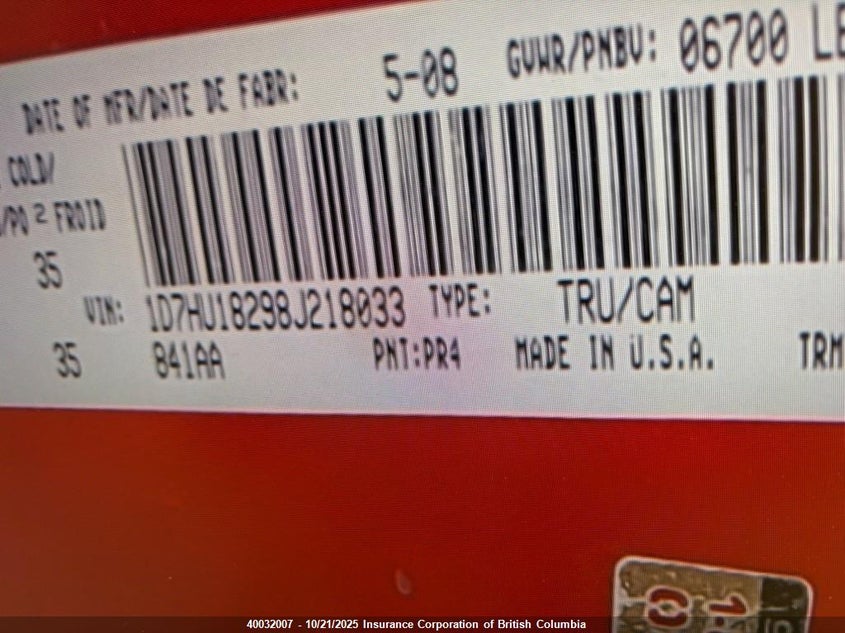 DATE OF MFR/DATE DE FABR: 5-08 GVWR/PNBV: 06700 LB
COLD/
/PO 2 FROID
35
VIN: 1D7HU18298J218033 TYPE: TRU/CAM
35 841AA PNT:PR4 MADE IN U.S.A. TRM
40032007 - 10/21/2025 Insurance Corporation of British Columbia